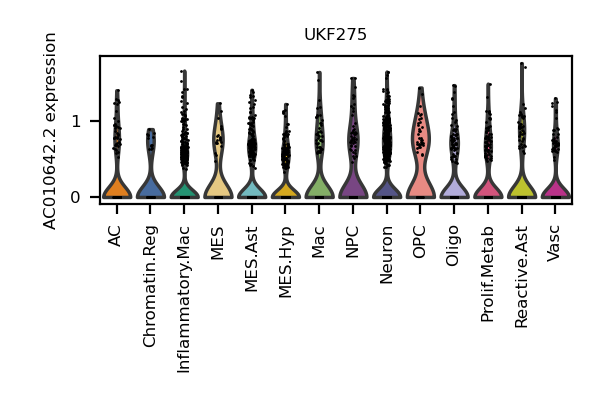 UKF275
AC010642.2 expression
1
0
AC
Chromatin.Reg
Inflammatory.Mac
MES
MES.Ast
MES.Hyp
Mac
NPC
Neuron
OPC
Oligo
Prolif.Metab
Reactive.Ast
Vasc